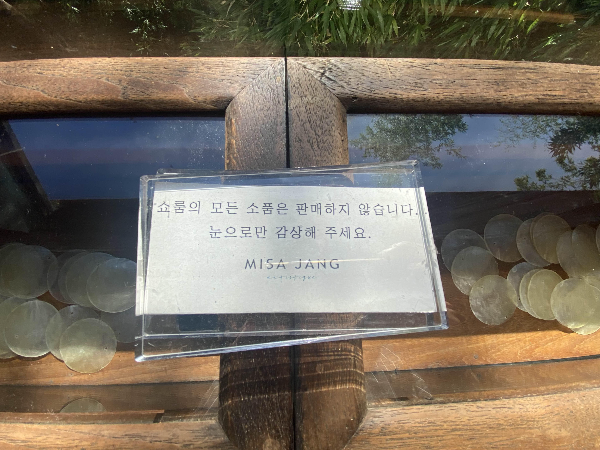 쇼룸의 모든 소품은 판매하지 않습니다.
눈으로만 감상해 주세요.
MISA JANG